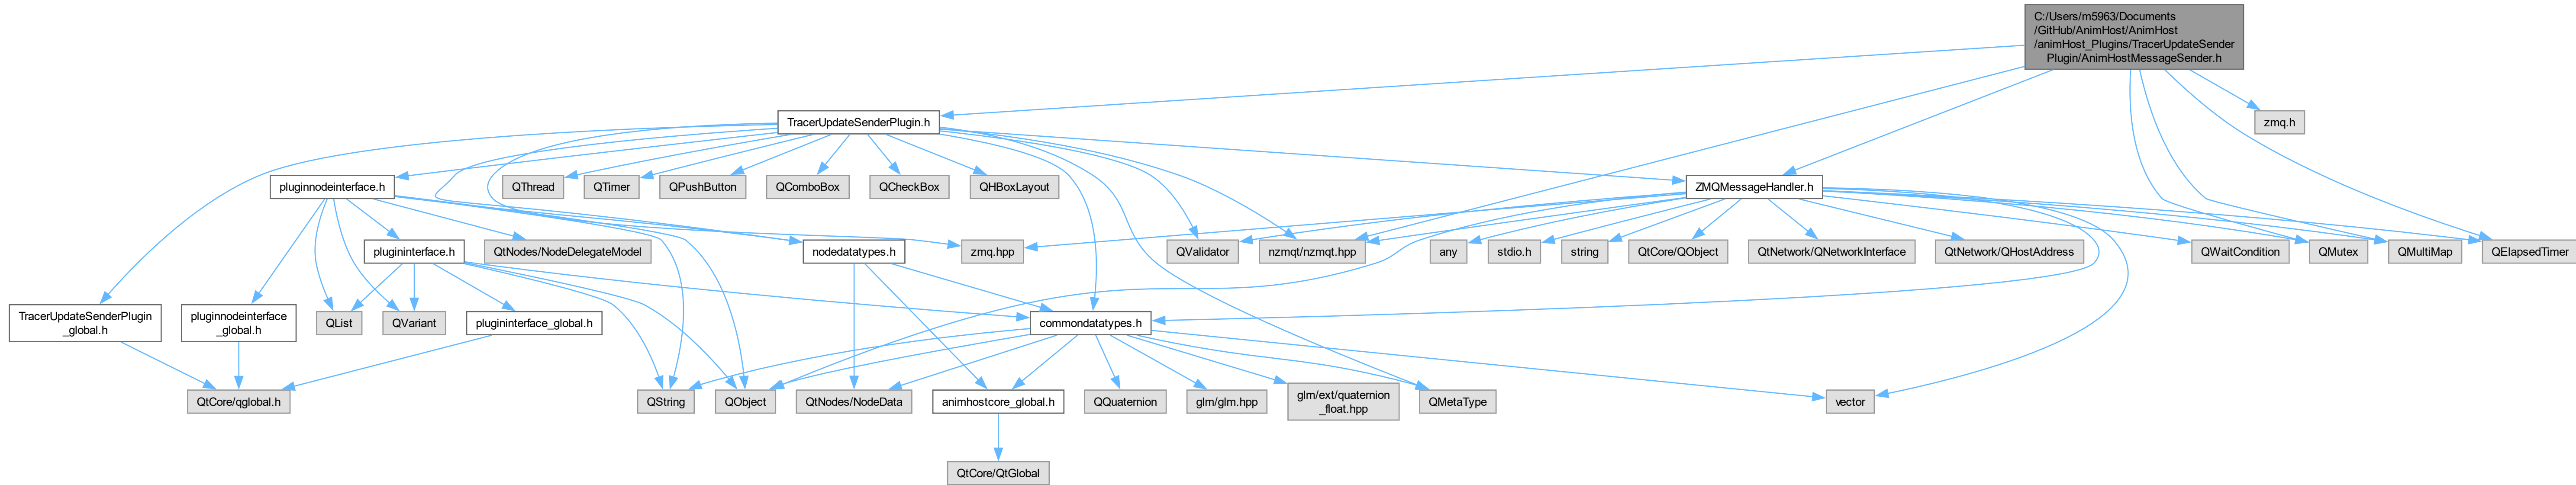 C:/Users/m5963/Documents
/GitHub/AnimHost/AnimHost
/animHost_Plugins/TracerUpdateSender
Plugin/AnimHostMessageSender.h
TracerUpdateSenderPlugin.h
zmq.h
pluginnodeinterface.h
QThread
QTimer
QPushButton
QComboBox
QCheckBox
QHBoxLayout
ZMQMessageHandler.h
plugininterface.h
QtNodes/NodeDelegateModel
nodedatatypes.h
zmq.hpp
QValidator
nzmqt/nzmqt.hpp
any
stdio.h
string
QtCore/QObject
QtNetwork/QNetworkInterface
QtNetwork/QHostAddress
QWaitCondition
QMutex
QMultiMap
QElapsedTimer
TracerUpdateSenderPlugin
_global.h
pluginnodeinterface
_global.h
QList
QVariant
plugininterface_global.h
commondatatypes.h
QtCore/qglobal.h
QString
QObject
QtNodes/NodeData
animhostcore_global.h
QQuaternion
glm/glm.hpp
glm/ext/quaternion
_float.hpp
QMetaType
vector
QtCore/QtGlobal